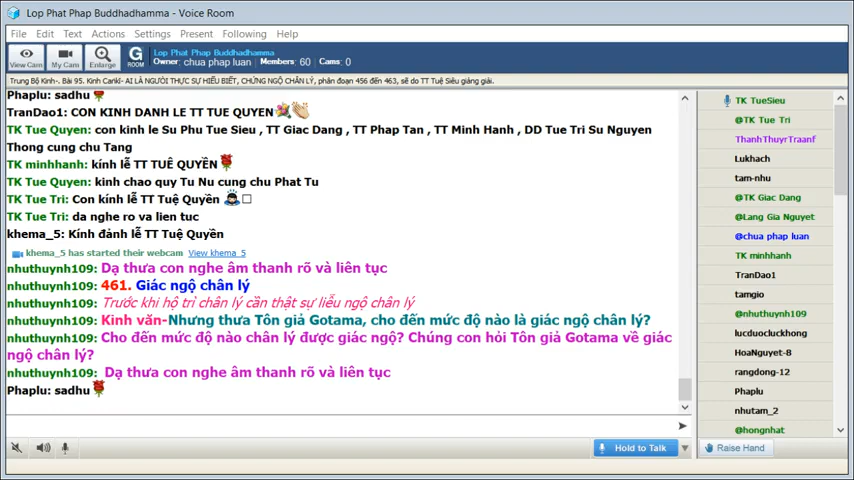 Lop Phat Phap Buddhadhamma - Voice Room
File Edit Text Actions Settings Present Following Help
View Cam
My Cam
Enlarge
G
ROOM
Lop Phat Phap Buddhadhamma
Owner: chua phap luan Members: 60 Cams: 0
Trung Bộ Kinh-. Bài 95. Kinh Cankī- AI LÀ NGƯỜI THỰC SỰ HIỂU BIẾT, CHỨNG NGỘ CHÂN LÝ, phân đoạn 456 đến 463, sẽ do TT Tuệ Siêu giảng giải.
Phaplu: sadhu
TranDao1: CON KINH DANH LE TT TUE QUYEN
TK Tue Quyen: con kinh le Su Phu Tue Sieu , TT Giac Dang , TT Phap Tan , TT Minh Hanh , DD Tue Tri Su Nguyen
Thong cung chu Tang
TK minhhanh: kính lễ TT TUÊ QUYỀN
TK Tue Quyen: kinh chao quy Tu Nu cung chu Phat Tu
TK Tue Tri: Con kính lễ TT Tuệ Quyền
TK Tue Tri: da nghe ro va lien tuc
khema_5: Kính đảnh lễ TT Tuệ Quyền
khema_5 has started their webcam View khema_5
nhuthuynh109: Dạ thưa con nghe âm thanh rõ và liên tục
nhuthuynh109: 461. Giác ngộ chân lý
nhuthuynh109: Trước khi hộ trì chân lý cần thật sự liễu ngộ chân lý
nhuthuynh109: Kinh văn-Nhưng thưa Tôn giả Gotama, cho đến mức độ nào là giác ngộ chân lý?
nhuthuynh109: Cho đến mức độ nào chân lý được giác ngộ? Chúng con hỏi Tôn giả Gotama về giác
ngộ chân lý?
nhuthuynh109: Dạ thưa con nghe âm thanh rõ và liên tục
Phaplu: sadhu
Hold to Talk
TK TueSieu
@TK Tue Tri
ThanhThuyrTraanf
Lukhach
tam-nhu
@TK Giac Dang
@Lang Gia Nguyet
@chua phap luan
TK minhhanh
TranDao1
tamgio
@nhuthuynh109
lucduocluckhong
HoaNguyet-8
rangdong-12
Phaplu
nhutam_2
@hongnhat
Raise Hand